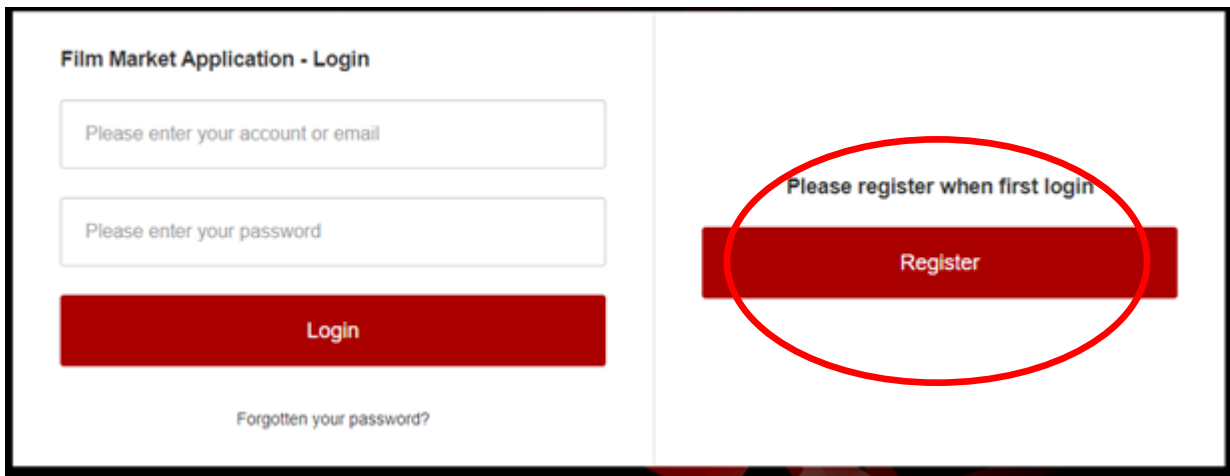 Film Market Application - Login
Please enter your account or email
Please enter your password
Login
Forgotten your password?
Please register when first login
Register